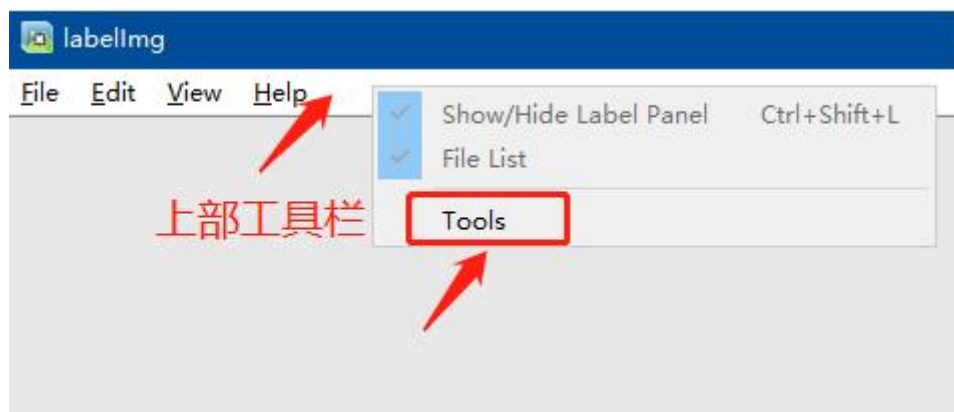 labelImg
File Edit View Help
Show/Hide Label Panel Ctrl+Shift+L
File List
上部工具栏
Tools